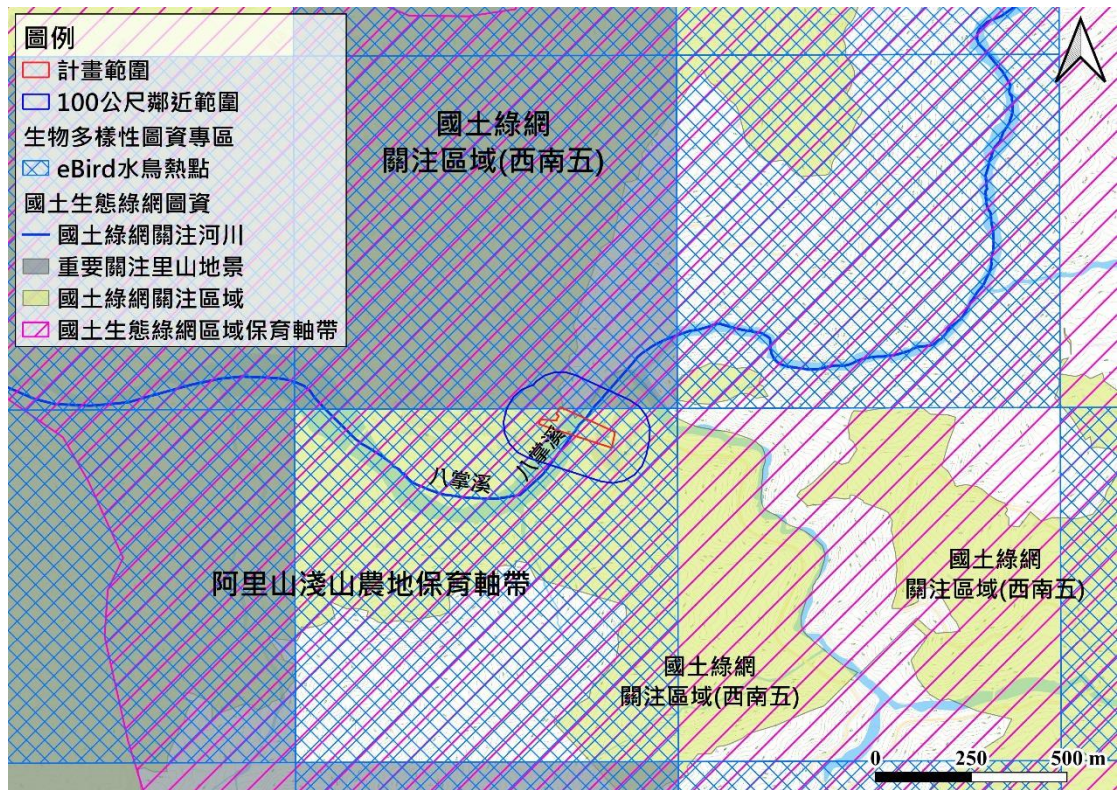 圖例
計畫範圍
100公尺鄰近範圍
生物多樣性圖資專區
eBird水鳥熱點
國土生態綠網圖資
國土綠網關注河川
重要關注里山地景
國土綠網關注區域
國土生態綠網區域保育軸帶
國土綠網
關注區域(西南五)
八掌溪
八掌溪
阿里山淺山農地保育軸帶
國土綠網
關注區域(西南五)
國土綠網
關注區域(西南五)
0 250 500 m